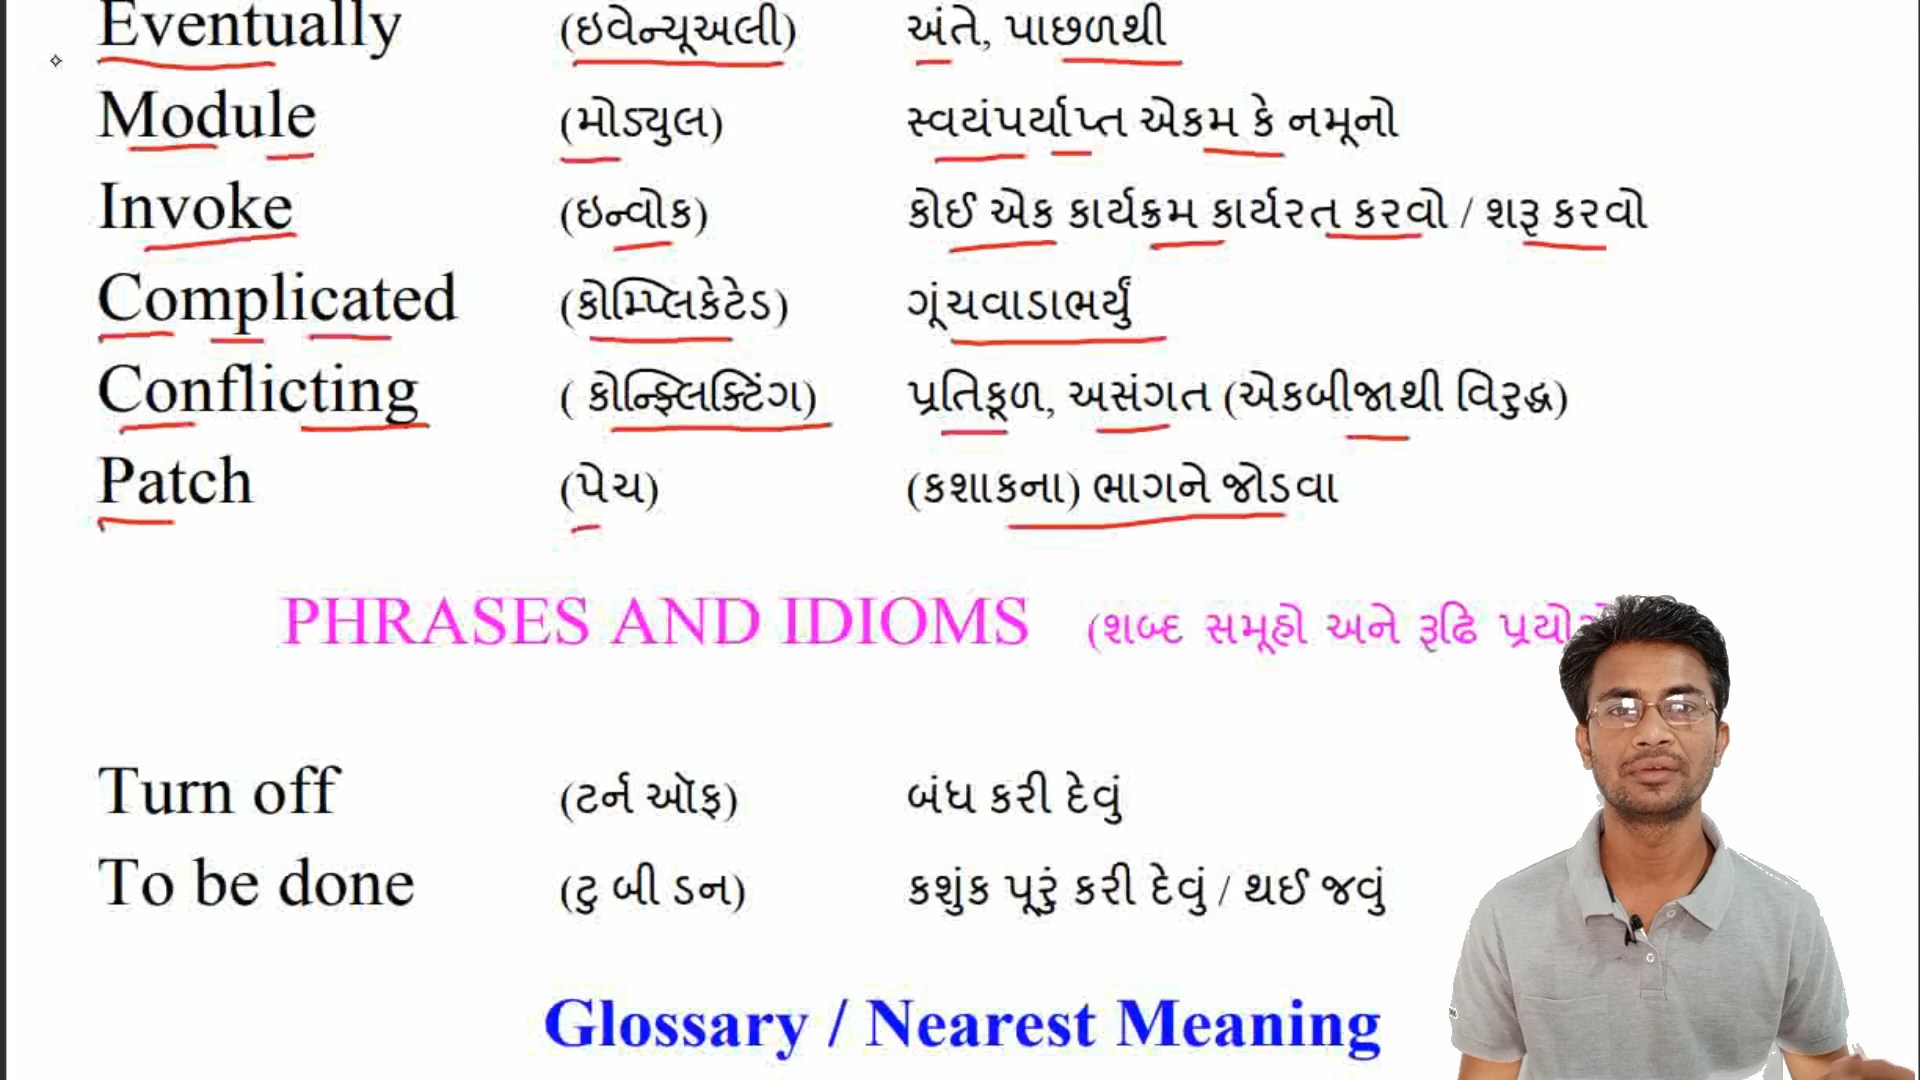 Eventually (ઇવેન્યૂઅલી) અંતે, પાછળથી
Module (મોડ્યુલ) સ્વયંપર્યાપ્ત એકમ કે નમૂનો
Invoke (ઇન્વોક) કોઈ એક કાર્યક્રમ કાર્યરત કરવો / શરૂ કરવો
Complicated (કોમ્પ્લિકેટેડ) ગૂંચવાડાભર્યું
Conflicting ( કોન્ફ્લિક્ટિંગ) પ્રતિકૂળ, અસંગત (એકબીજાથી વિરુદ્ધ)
Patch (પેચ) (કશાકના) ભાગને જોડવા
PHRASES AND IDIOMS (શબ્દ સમૂહો અને રૂઢિ
Turn off (ટર્ન ઑફ) બંધ કરી દેવું
To be done (ટુ બી ડન) કશુંક પૂરું કરી દેવું / થઈ જવું
Glossary / Nearest Meaning